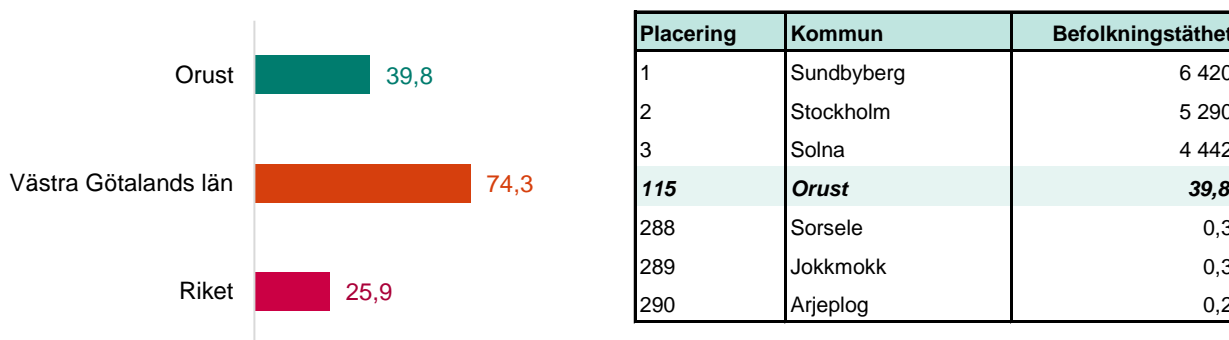 Orust 39,8
Västra Götalands län 74,3
Riket 25,9
Placering Kommun Befolkningstäthet
1 Sundbyberg 6 420
2 Stockholm 5 290
3 Solna 4 442
115 Orust 39,8
288 Sorsele 0,3
289 Jokkmokk 0,3
290 Arjeplog 0,2